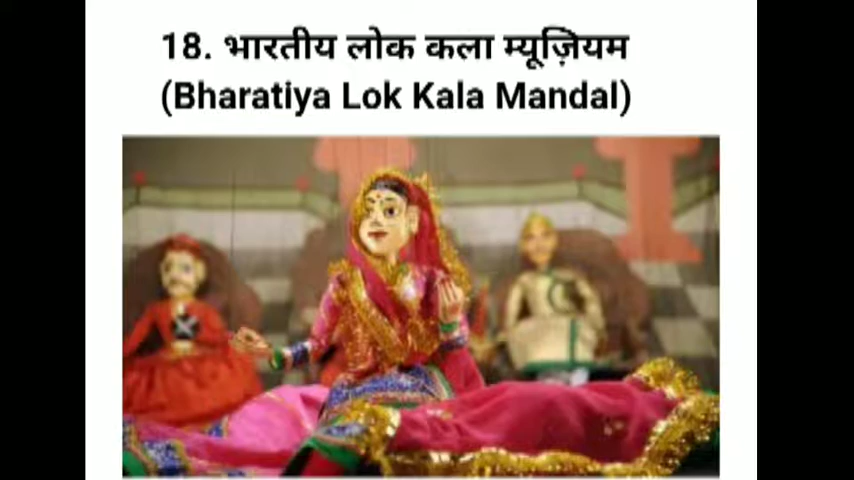 18. भारतीय लोक कला म्यूज़ियम
(Bharatiya Lok Kala Mandal)